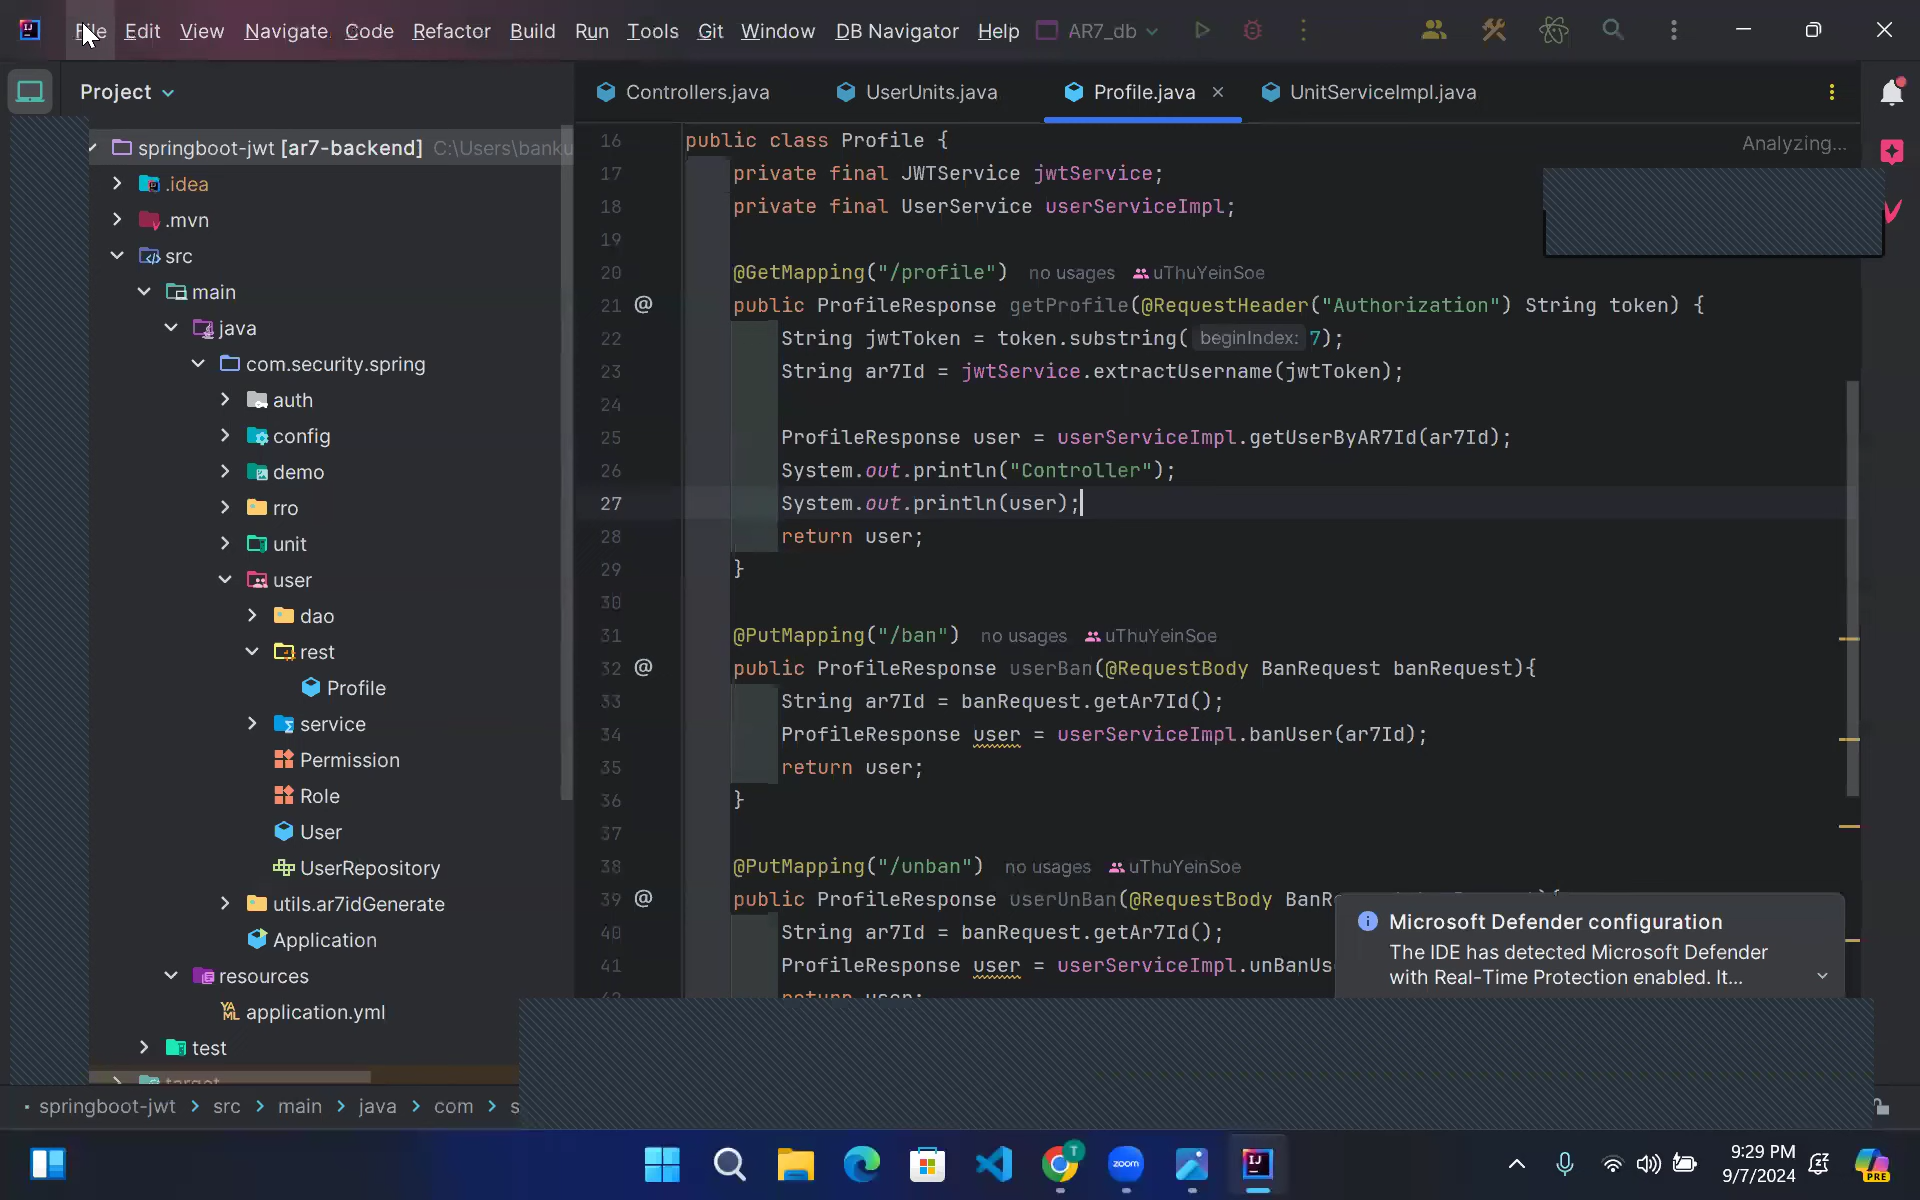 File Edit View Navigate Code Refactor Build Run Tools Git Window DB Navigator Help AR7_db
Project
Controllers.java UserUnits.java Profile.java UnitServiceImpl.java
springboot-jwt [ar7-backend] C:\Users\banku
.idea
.mvn
src
main
java
com.security.spring
auth
config
demo
rro
unit
user
dao
rest
Profile
service
Permission
Role
User
UserRepository
utils.ar7idGenerate
Application
resources
application.yml
test
target
Analyzing...
16 public class Profile {
17 private final JWTService jwtService;
18 private final UserService userServiceImpl;
19
20 @GetMapping("/profile") no usages uThuYeinSoe
21 @ public ProfileResponse getProfile(@RequestHeader("Authorization") String token) {
22 String jwtToken = token.substring( beginIndex: 7);
23 String ar7Id = jwtService.extractUsername(jwtToken);
24
25 ProfileResponse user = userServiceImpl.getUserByAR7Id(ar7Id);
26 System.out.println("Controller");
27 System.out.println(user);
28 return user;
29 }
30
31 @PutMapping("/ban") no usages uThuYeinSoe
32 @ public ProfileResponse userBan(@RequestBody BanRequest banRequest){
33 String ar7Id = banRequest.getAr7Id();
34 ProfileResponse user = userServiceImpl.banUser(ar7Id);
35 return user;
36 }
37
38 @PutMapping("/unban") no usages uThuYeinSoe
39 @ public ProfileResponse userUnBan(@RequestBody BanR
40 String ar7Id = banRequest.getAr7Id();
41 ProfileResponse user = userServiceImpl.unBanUs
return user;
Microsoft Defender configuration
The IDE has detected Microsoft Defender
with Real-Time Protection enabled. It...
springboot-jwt > src > main > java > com > s
zoom
9:29 PM
9/7/2024
PRE